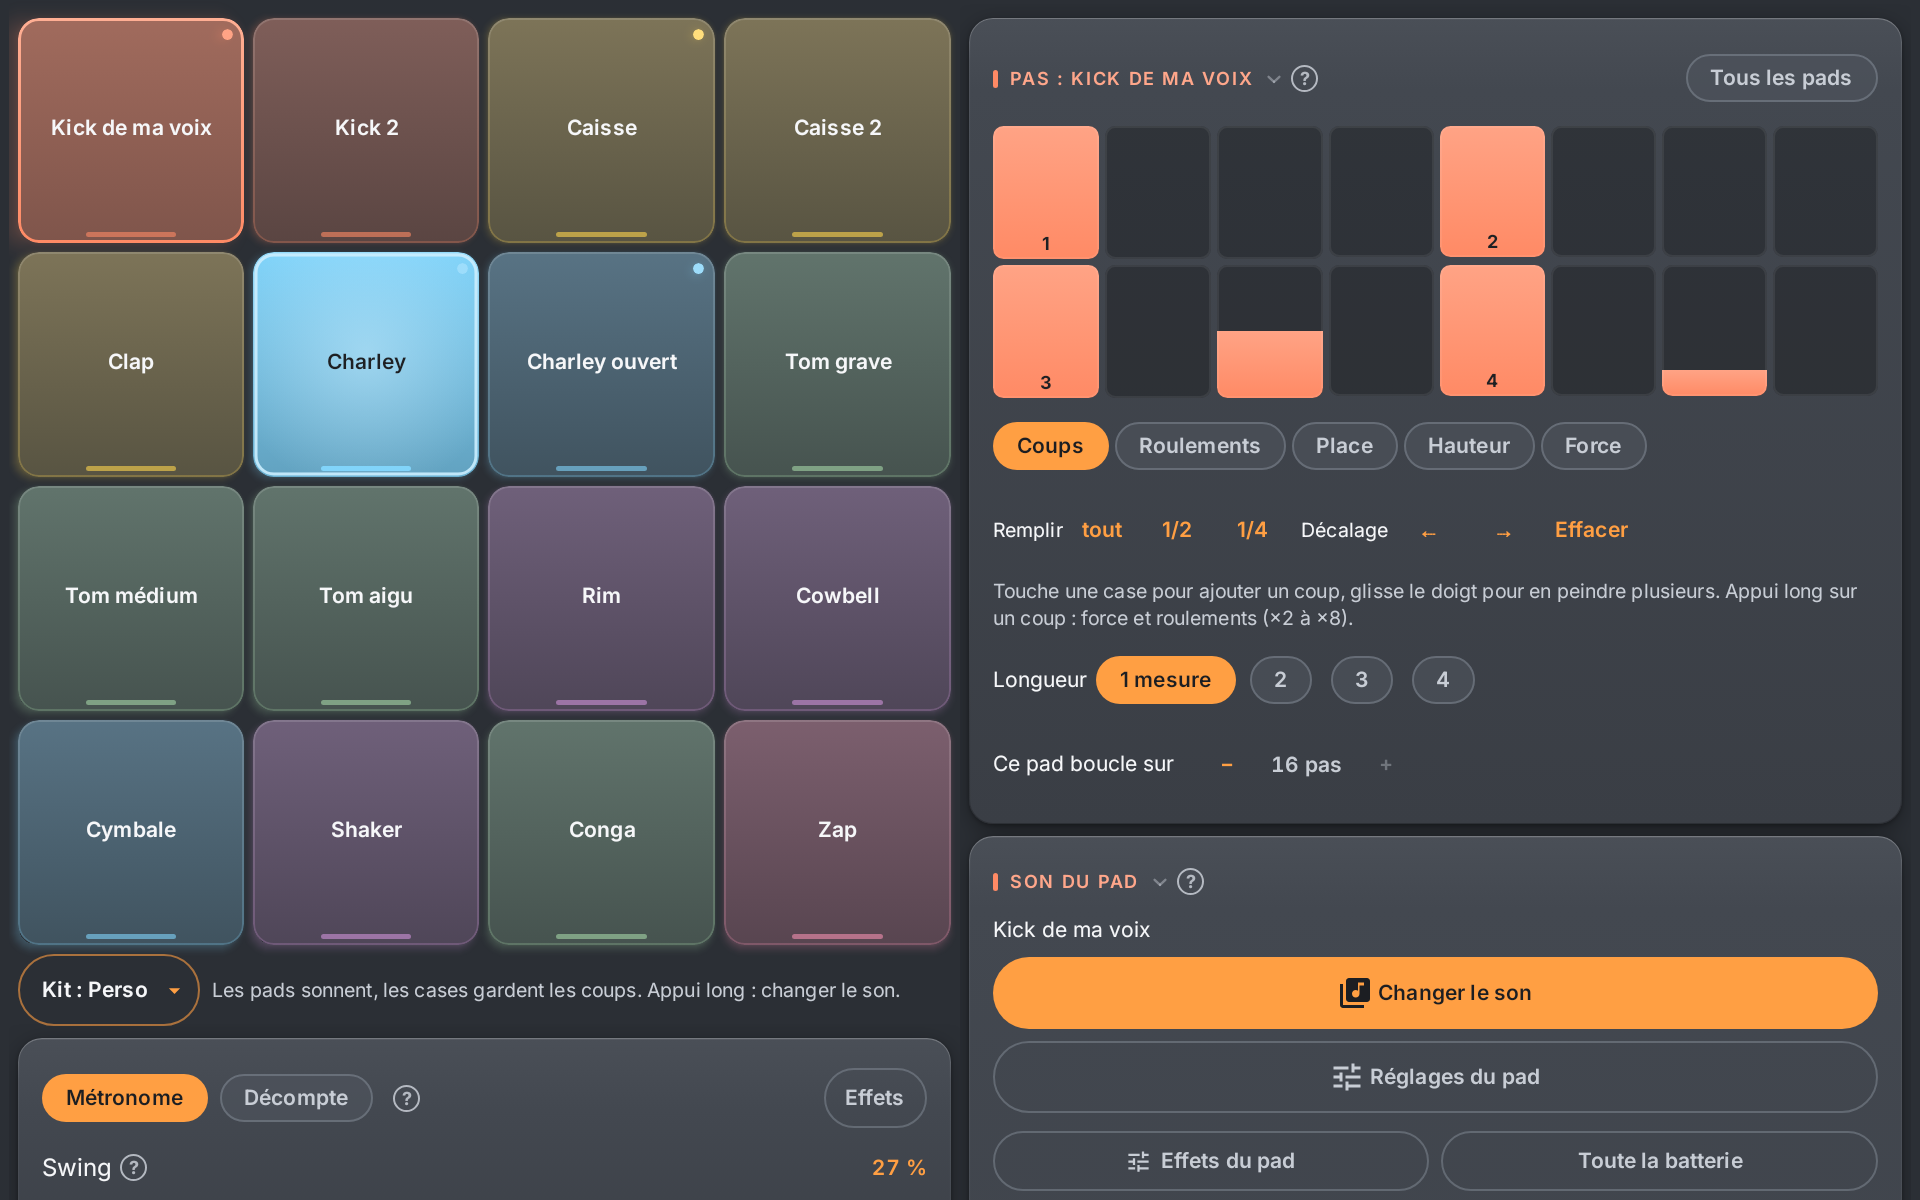 Kick de ma voix
Kick 2
Caisse
Caisse 2
Clap
Charley
Charley ouvert
Tom grave
Tom médium
Tom aigu
Rim
Cowbell
Cymbale
Shaker
Conga
Zap
Kit : Perso
Les pads sonnent, les cases gardent les coups. Appui long : changer le son.
Métronome
Décompte
?
Effets
Swing ?
27 %
PAS : KICK DE MA VOIX ?
Tous les pads
1
2
3
4
Coups
Roulements
Place
Hauteur
Force
Remplir tout 1/2 1/4 Décalage ← → Effacer
Touche une case pour ajouter un coup, glisse le doigt pour en peindre plusieurs. Appui long sur
un coup : force et roulements (×2 à ×8).
Longueur 1 mesure 2 3 4
Ce pad boucle sur − 16 pas +
SON DU PAD ?
Kick de ma voix
Changer le son
Réglages du pad
Effets du pad
Toute la batterie